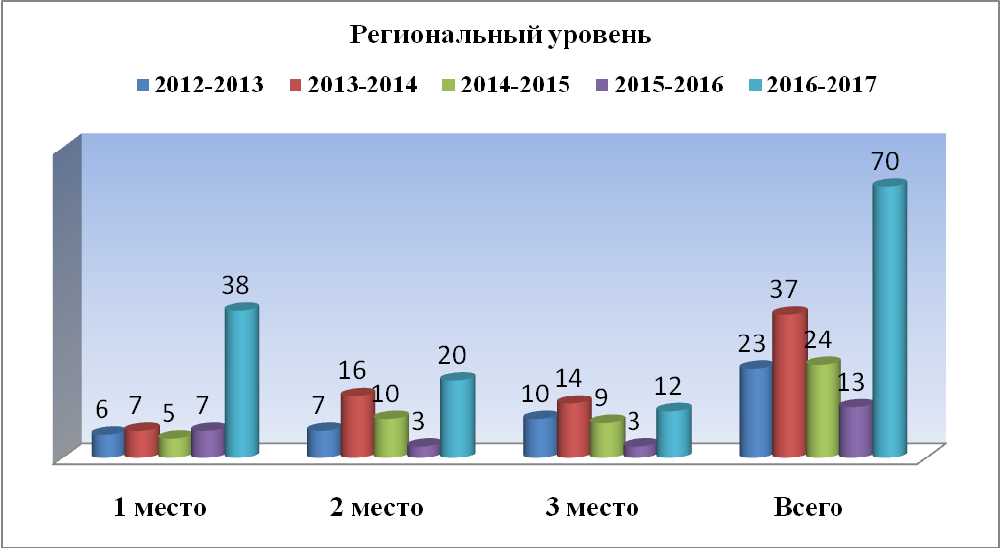 Региональный уровень
2012-2013 2013-2014 2014-2015 2015-2016 2016-2017
6 7 5 7 38
7 16 10 3 20
10 14 9 3 12
23 37 24 13 70
1 место 2 место 3 место Всего